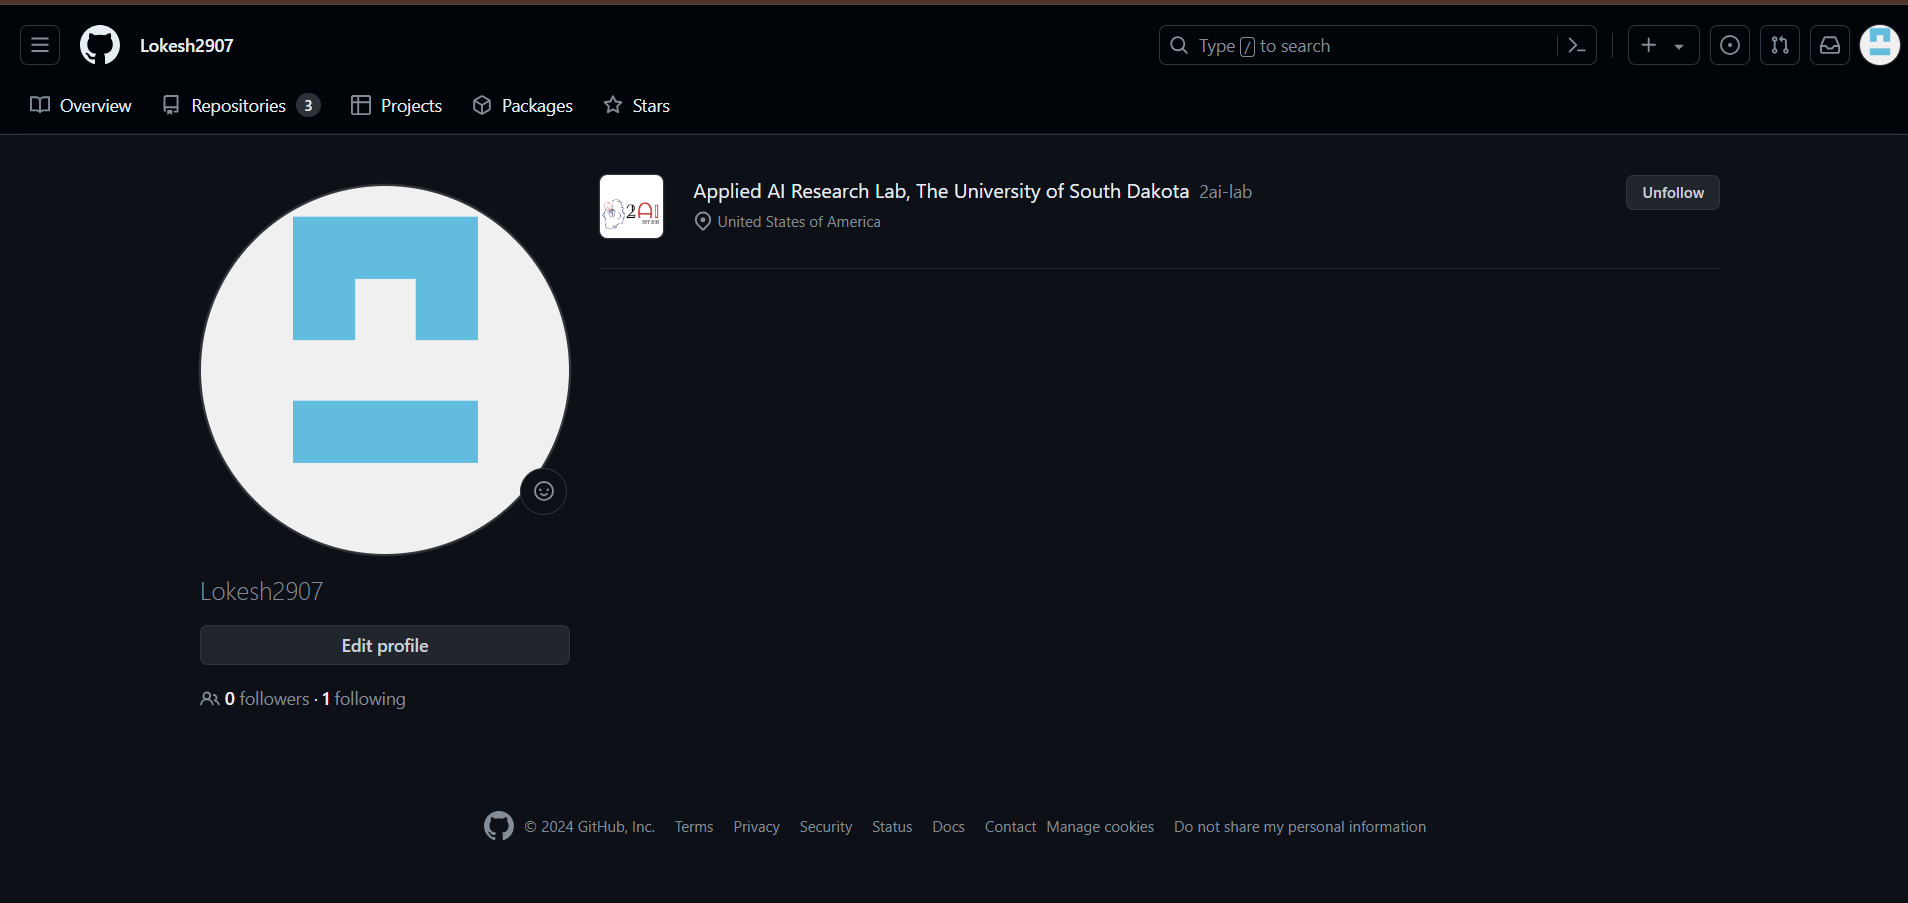 Lokesh2907
Type / to search
Overview
Repositories 3
Projects
Packages
Stars
2AI
Applied AI Research Lab, The University of South Dakota 2ai-lab
United States of America
Unfollow
Lokesh2907
Edit profile
0 followers · 1 following
© 2024 GitHub, Inc. Terms Privacy Security Status Docs Contact Manage cookies Do not share my personal information